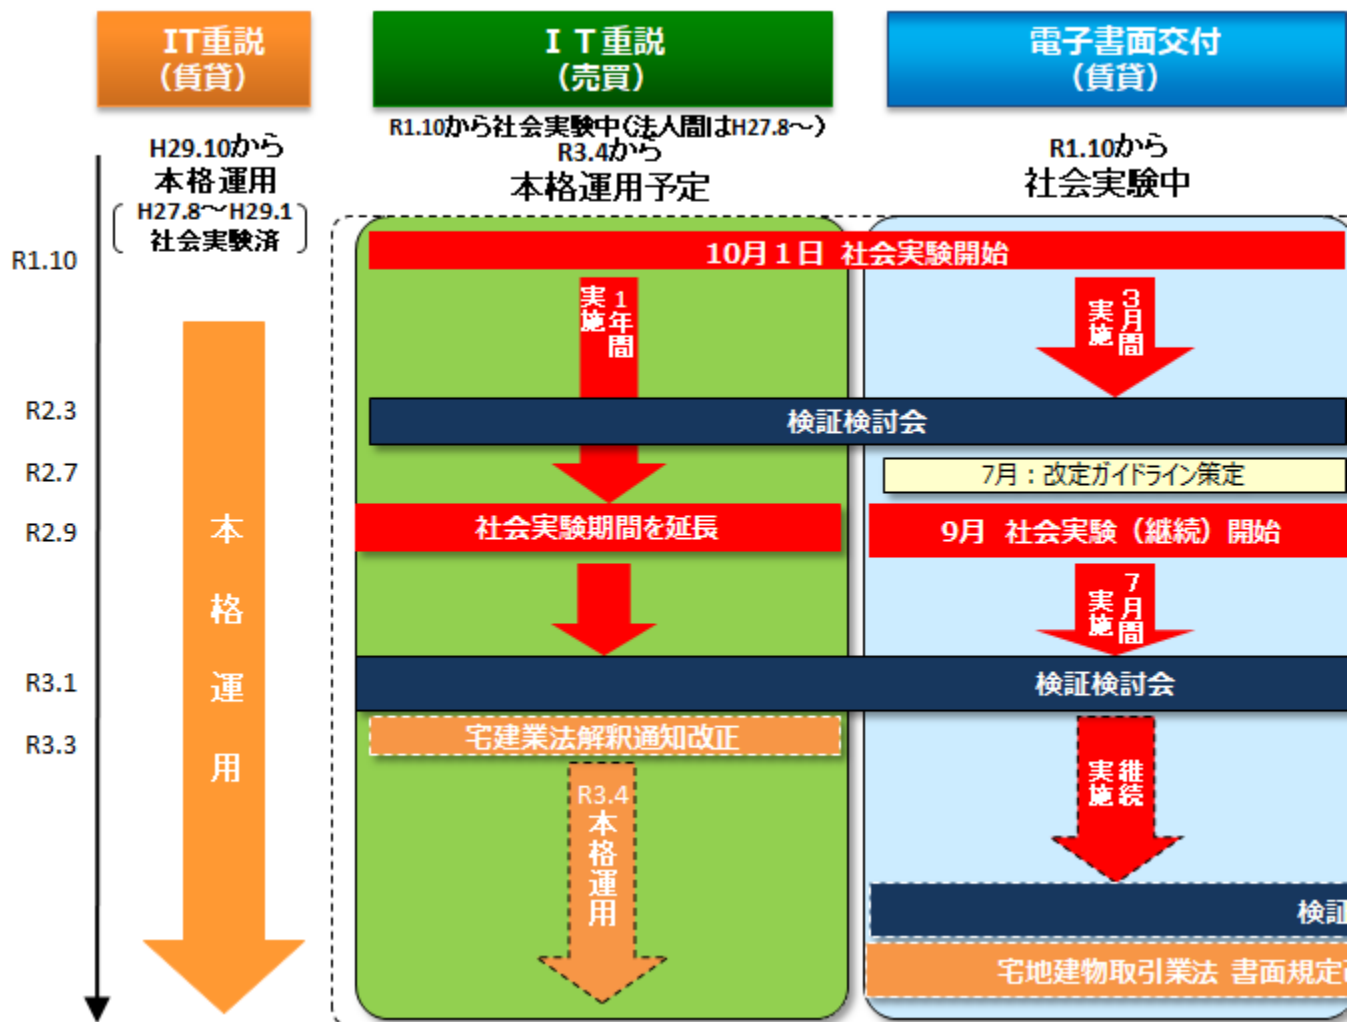 IT重説
（賃貸）
ＩＴ重説
（売買）
電子書面交付
（賃貸）
H29.10から
本格運用
H27.8～H29.1
社会実験済
R1.10から社会実験中（法人間はH27.8～）
R3.4から
本格運用予定
R1.10から
社会実験中
R1.10
10月１日 社会実験開始
1年間
実施
３月間
実施
R2.3
検証検討会
R2.7
7月：改定ガイドライン策定
R2.9
社会実験期間を延長
9月 社会実験（継続）開始
７月間
実施
R3.1
検証検討会
R3.3
宅建業法解釈通知改正
継続
実施
本格運用
R3.4
本格運用
検証
宅地建物取引業法 書面規定